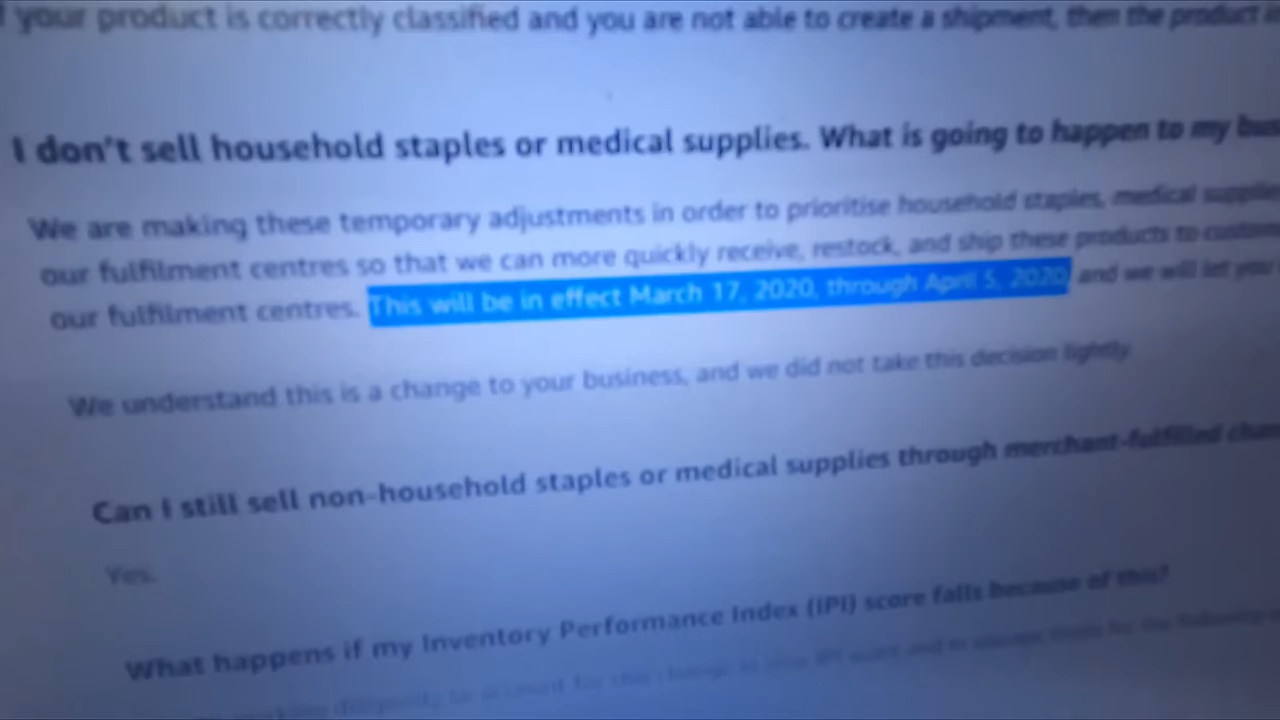 your product is correctly classified and you are not able to create a shipment, then the product
I don't sell household staples or medical supplies. What is going to happen to my
We are making these temporary adjustments in order to prioritise household staples, medical
our fulfilment centres so that we can more quickly receive, restock, and ship these products to
our fulfilment centres. This will be in effect March 17, 2020, through April 5, 2020 and we will let you
We understand this is a change to your business, and we did not take this decision lightly.
Can I still sell non-household staples or medical supplies through merchant-fulfilled
Yes.
What happens if my Inventory Performance Index (IPI) score falls because of this?